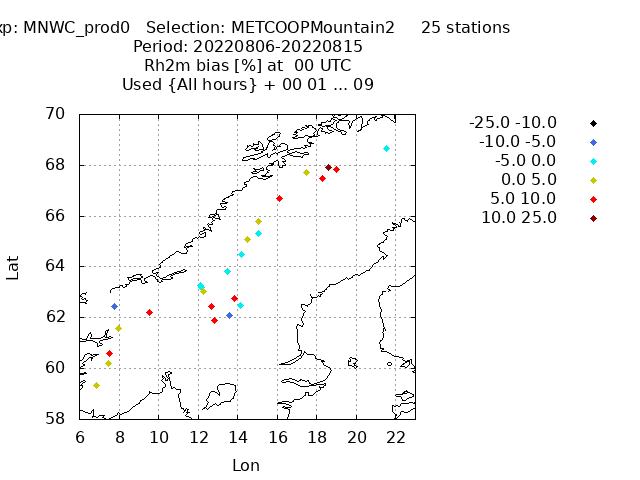 xp: MNWC_prod0 Selection: METCOOPMountain2 25 stations
Period: 20220806-20220815
Rh2m bias [%] at 00 UTC
Used {All hours} + 00 01 ... 09
70
68
66
64
62
60
58
6 8 10 12 14 16 18 20 22
Lat
Lon
-25.0 -10.0
-10.0 -5.0
-5.0 0.0
0.0 5.0
5.0 10.0
10.0 25.0